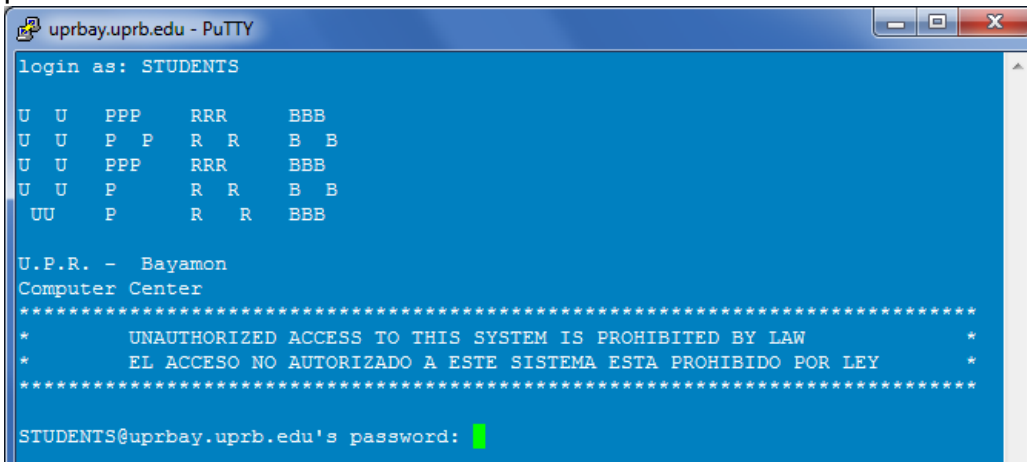 uprbay.uprb.edu - PuTTY
login as: STUDENTS
U  U   PPP    RRR     BBB
U  U   P  P   R  R    B  B
U  U   PPP    RRR     BBB
U  U   P      R  R    B  B
 UU    P      R   R   BBB
U.P.R. -  Bayamon
Computer Center
******************************************************************************
*        UNAUTHORIZED ACCESS TO THIS SYSTEM IS PROHIBITED BY LAW             *
*        EL ACCESO NO AUTORIZADO A ESTE SISTEMA ESTA PROHIBIDO POR LEY       *
******************************************************************************
STUDENTS@uprbay.uprb.edu's password: